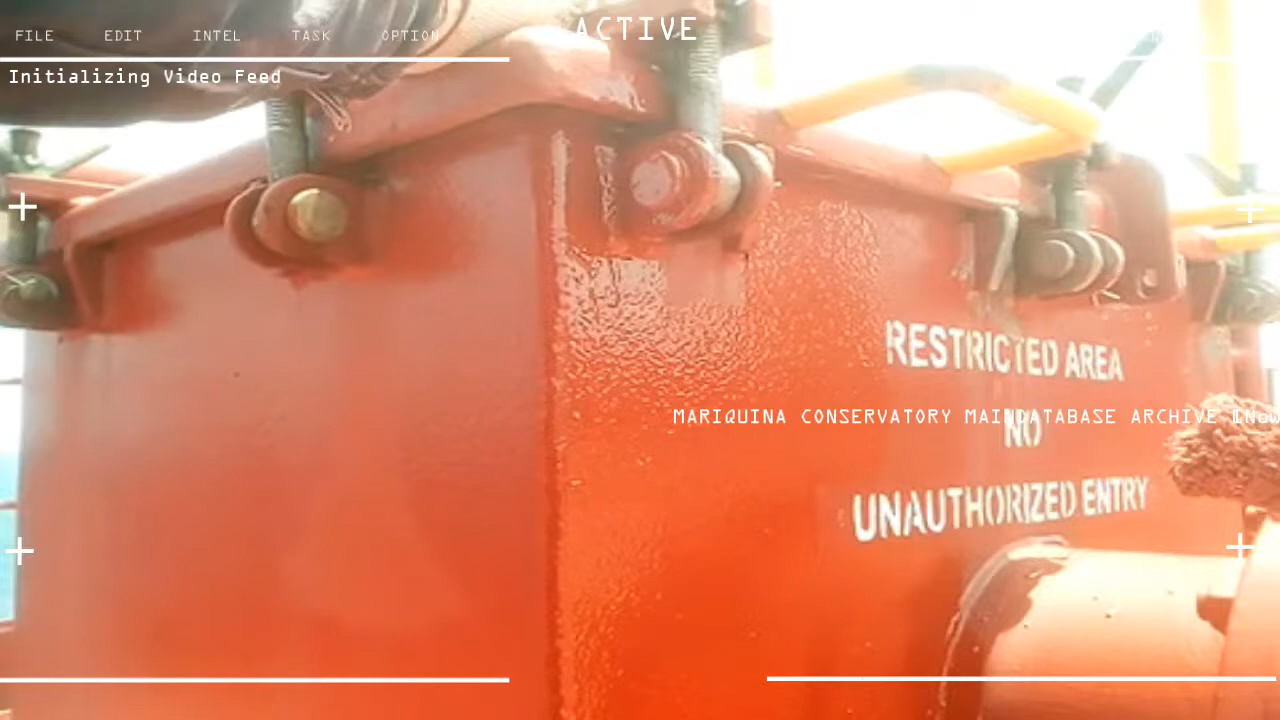 FILE EDIT INTEL TASK OPTION
ACTIVE
Initializing Video Feed
RESTRICTED AREA
MARIQUINA CONSERVATORY MAINDATABASE ARCHIVE
NO
UNAUTHORIZED ENTRY